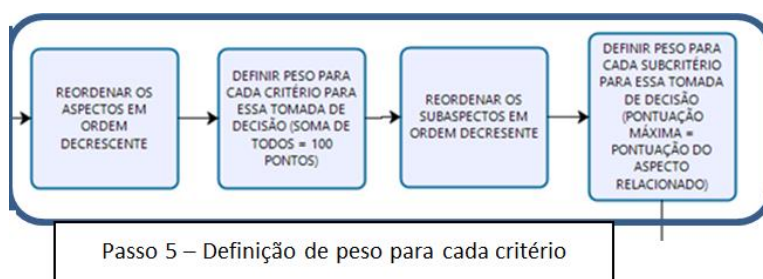 REORDENAR OS
ASPECTOS EM
ORDEM
DECRESCENTE
DEFINIR PESO PARA
CADA CRITÉRIO PARA
ESSA TOMADA DE
DECISÃO (SOMA DE
TODOS = 100
PONTOS)
REORDENAR OS
SUBASPECTOS EM
ORDEM DECRESENTE
DEFINIR PESO PARA
CADA SUBCRITÉRIO
PARA ESSA TOMADA
DE DECISÃO
(PONTUAÇÃO
MÁXIMA =
PONTUAÇÃO DO
ASPECTO
RELACIONADO)
Passo 5 – Definição de peso para cada critério